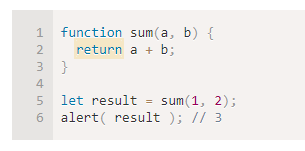 1 function sum(a, b) {
2   return a + b;
3 }
4
5 let result = sum(1, 2);
6 alert( result ); // 3